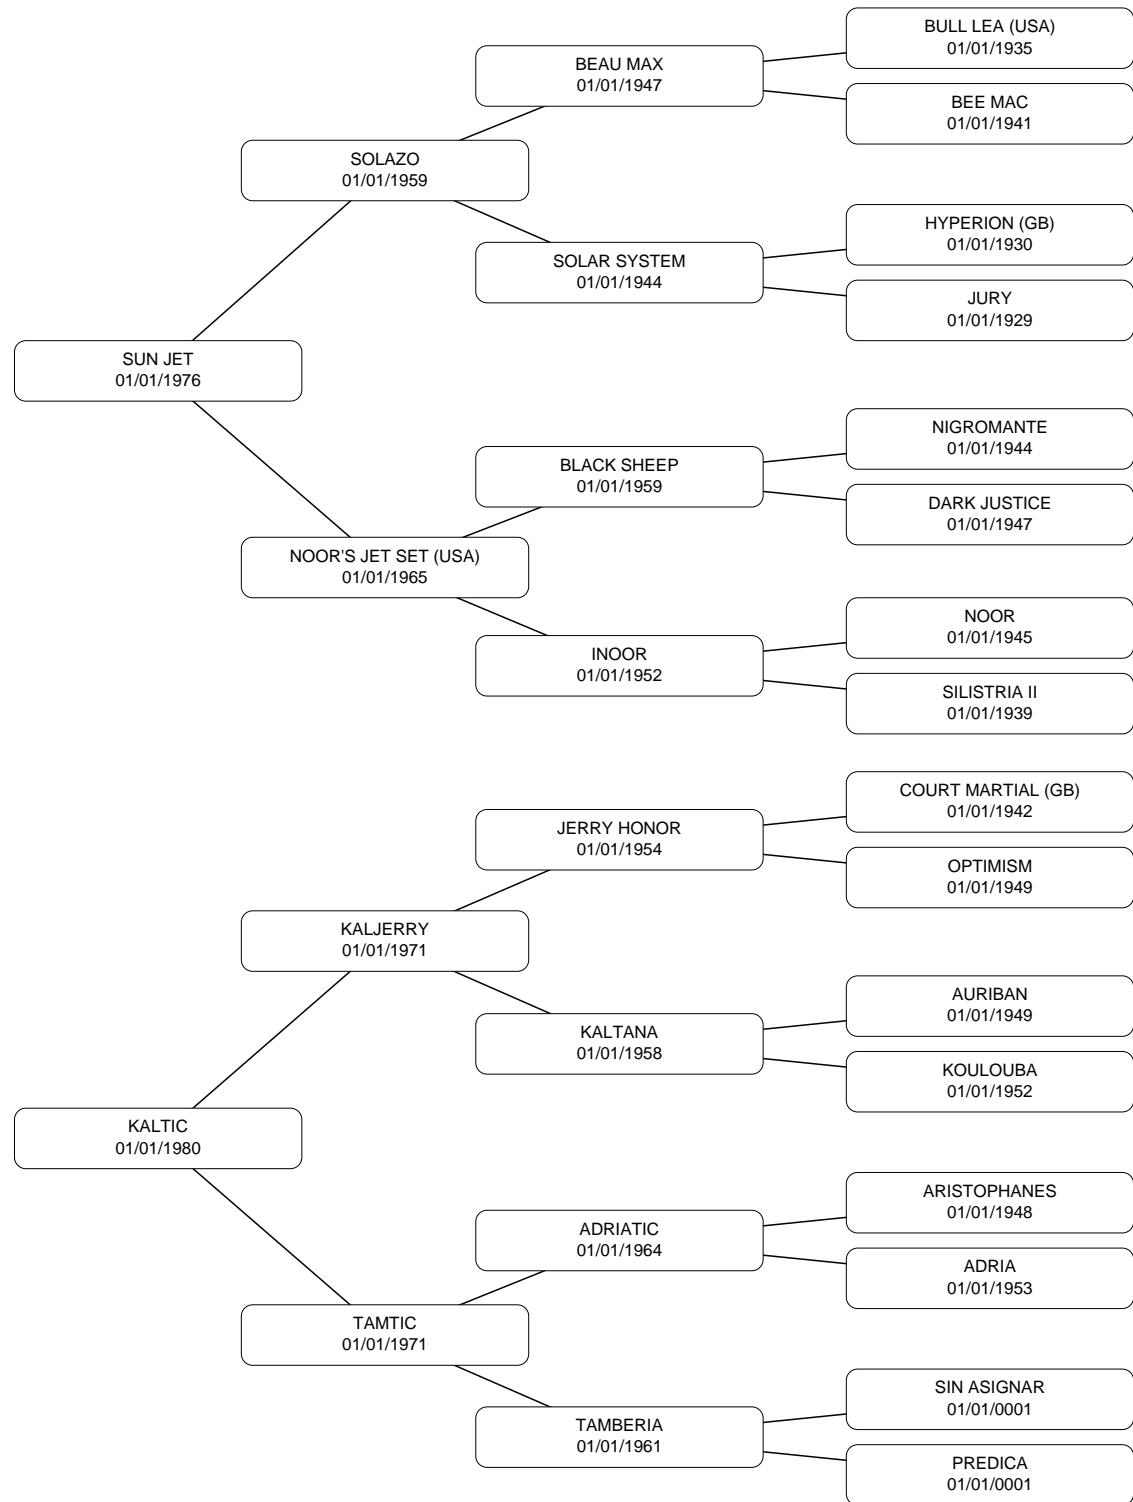 BULL LEA (USA)
01/01/1935
BEAU MAX
01/01/1947
BEE MAC
01/01/1941
SOLAZO
01/01/1959
HYPERION (GB)
01/01/1930
SOLAR SYSTEM
01/01/1944
JURY
01/01/1929
SUN JET
01/01/1976
NIGROMANTE
01/01/1944
BLACK SHEEP
01/01/1959
DARK JUSTICE
01/01/1947
NOOR'S JET SET (USA)
01/01/1965
NOOR
01/01/1945
INOOR
01/01/1952
SILISTRIA II
01/01/1939
COURT MARTIAL (GB)
01/01/1942
JERRY HONOR
01/01/1954
OPTIMISM
01/01/1949
KALJERRY
01/01/1971
AURIBAN
01/01/1949
KALTANA
01/01/1958
KOULOUBA
01/01/1952
KALTIC
01/01/1980
ARISTOPHANES
01/01/1948
ADRIATIC
01/01/1964
ADRIA
01/01/1953
TAMTIC
01/01/1971
SIN ASIGNAR
01/01/0001
TAMBERIA
01/01/1961
PREDICA
01/01/0001